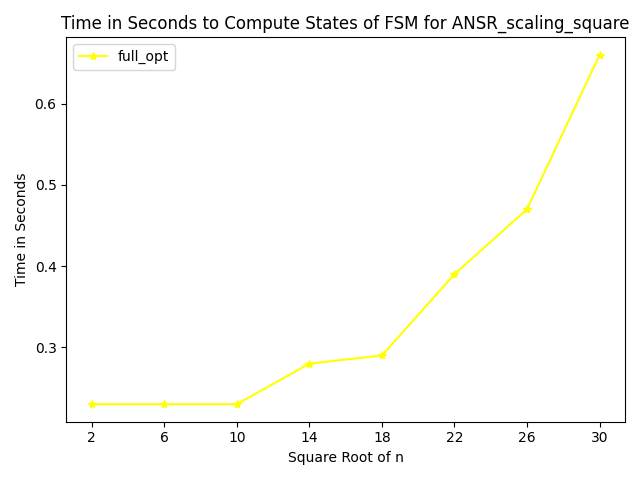 Time in Seconds to Compute States of FSM for ANSR_scaling_square
full_opt
Time in Seconds
0.6
0.5
0.4
0.3
2 6 10 14 18 22 26 30
Square Root of n